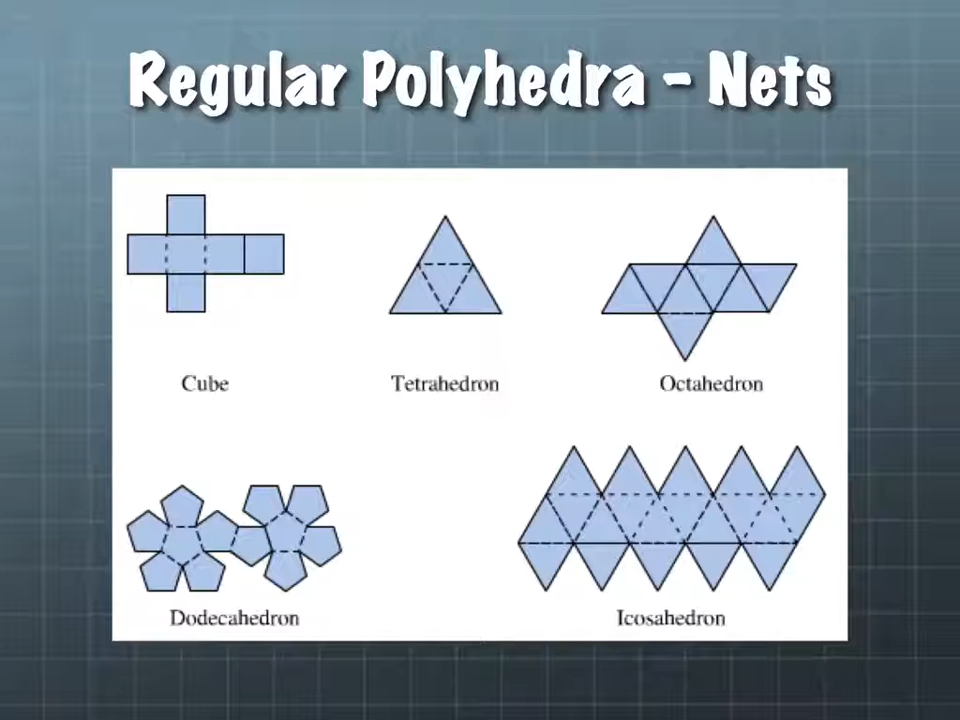 Regular Polyhedra - Nets
Cube
Tetrahedron
Octahedron
Dodecahedron
Icosahedron